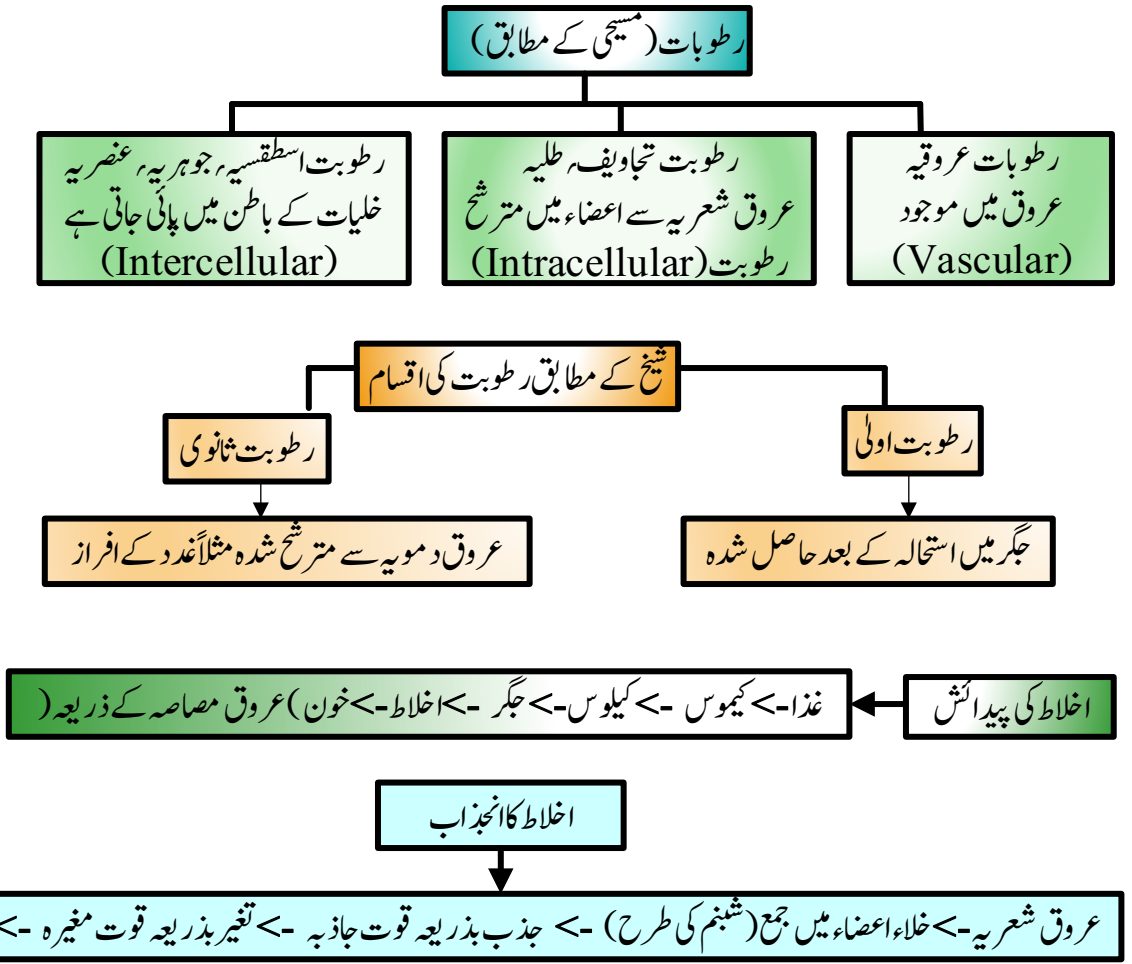 رطوبات(مسیحی کے مطابق)
رطوبات عروقیہ
عروق میں موجود
(Vascular)
رطوبت تجاویف، طلیہ
عروق شعریہ سے اعضاء میں مترشح
رطوبت(Intracellular)
رطوبت اسطقسیہ، جوہریہ، عنصریہ
خلیات کے باطن میں پائی جاتی ہے
(Intercellular)
شیخ کے مطابق رطوبت کی اقسام
رطوبت اولیٰ
رطوبت ثانوی
جگر میں استحالہ کے بعد حاصل شدہ
عروق دمویہ سے مترشح شدہ مثلاً غدد کے افراز
اخلاط کی پیدائش
غذا-> کیموس -> کیلوس-> جگر ->اخلاط->خون)عروق مصاصہ کے ذریعہ(
اخلاط کا انجذاب
عروق شعریہ->خلاء اعضاء میں جمع(شبنم کی طرح) -> جذب بذریعہ قوت جاذبہ ->تغیر بذریعہ قوت مغیرہ ->